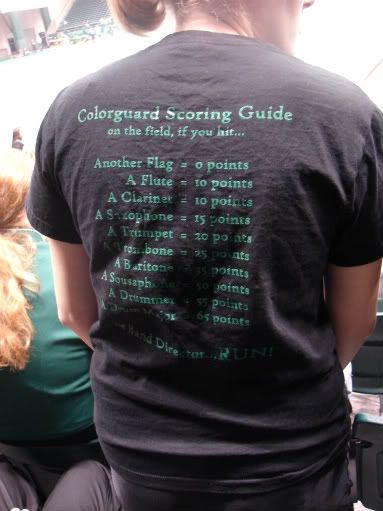 Colorguard Scoring Guide
on the field, if you hit...
Another Flag = 0 points
A Flute = 10 points
A Clarinet = 10 points
A Saxophone = 15 points
A Trumpet = 20 points
A Trombone = 25 points
A Baritone = 35 points
A Sousaphone = 50 points
A Drummer = 55 points
A Drum Major = 65 points
Band Director...RUN!